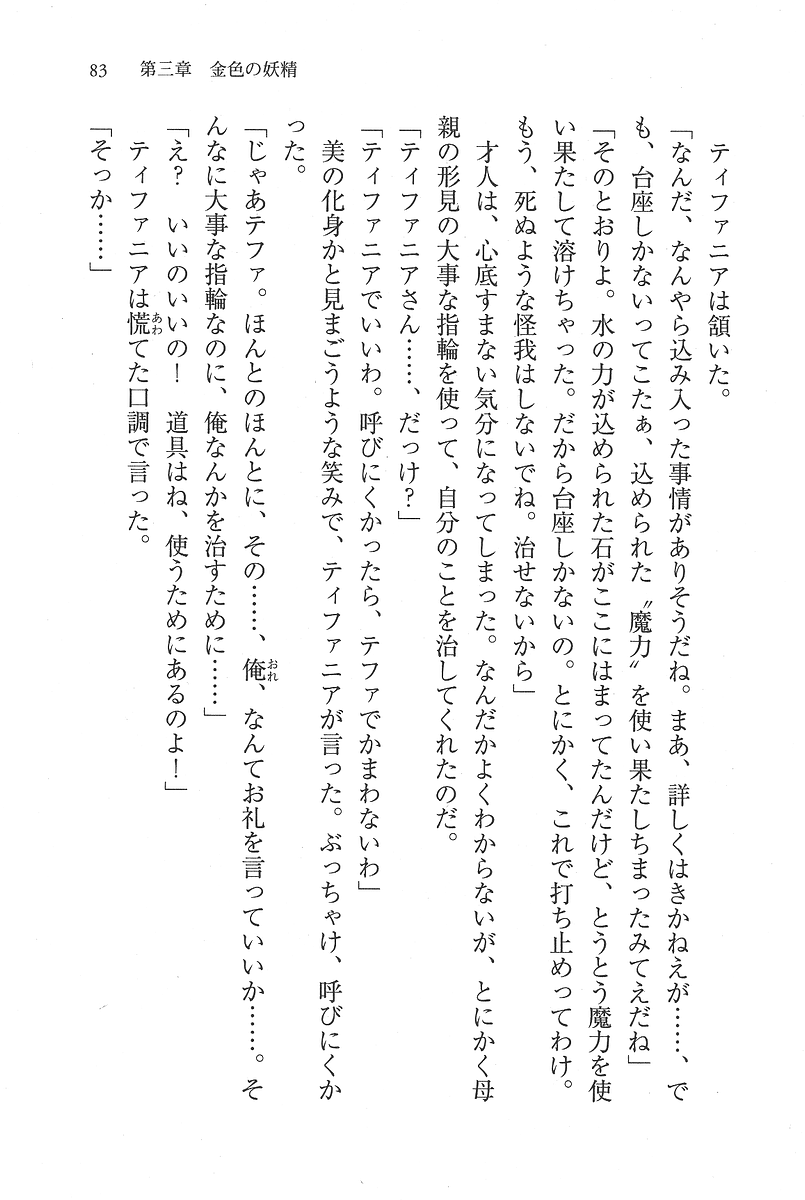 83　第三章　金色の妖精
　ティファニアは頷いた。
「なんだ、なんやら込み入った事情がありそうだね。まあ、詳しくはきかねえが……、で
も、台座しかないってこたぁ、込められた〝魔力〟を使い果たしちまったみてえだね」
「そのとおりよ。水の力が込められた石がここにはまってたんだけど、とうとう魔力を使
い果たして溶けちゃった。だから台座しかないの。とにかく、これで打ち止めってわけ。
もう、死ぬような怪我はしないでね。治せないから」
　才人は、心底すまない気分になってしまった。なんだかよくわからないが、とにかく母
親の形見の大事な指輪を使って、自分のことを治してくれたのだ。
「ティファニアさん……、だっけ?」
「ティファニアでいいわ。呼びにくかったら、テファでかまわないわ」
　美の化身かと見まごうような笑みで、ティファニアが言った。ぶっちゃけ、呼びにくか
った。
「じゃあテファ。ほんとのほんとに、その……、俺、なんてお礼を言っていいか……。そ
おれ
んなに大事な指輪なのに、俺なんかを治すために……」
「え?　いいのいいの!　道具はね、使うためにあるのよ!」
　ティファニアは慌てた口調で言った。
あわ
「そっか……」